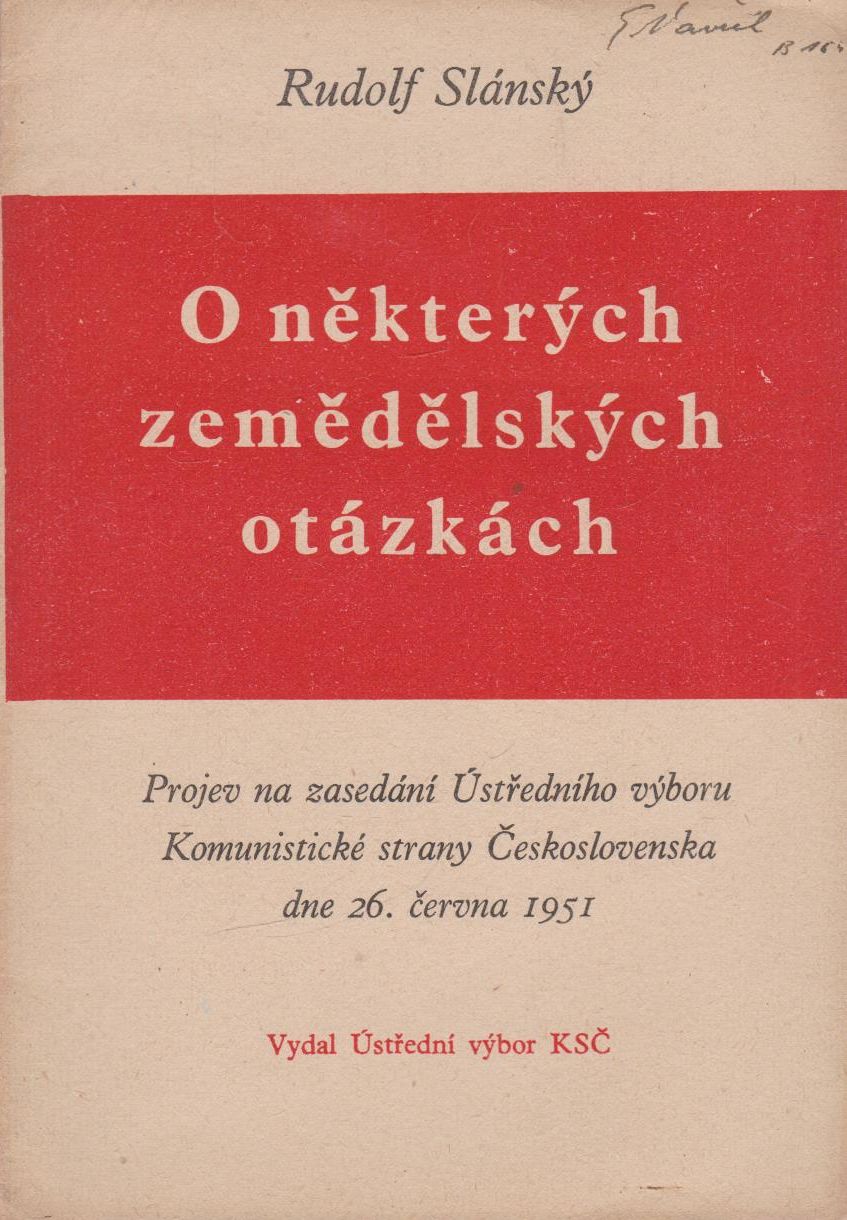 Rudolf Slánský
O některých
zemědělských
otázkách
Projev na zasedání Ústředního výboru
Komunistické strany Československa
dne 26. června 1951
Vydal Ústřední výbor KSČ